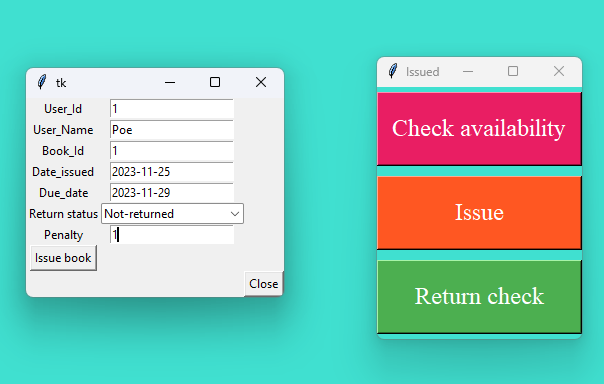 tk
User_Id 1
User_Name Poe
Book_Id 1
Date_issued 2023-11-25
Due_date 2023-11-29
Return status Not-returned
Penalty 1
Issue book
Close
Issued
Check availability
Issue
Return check